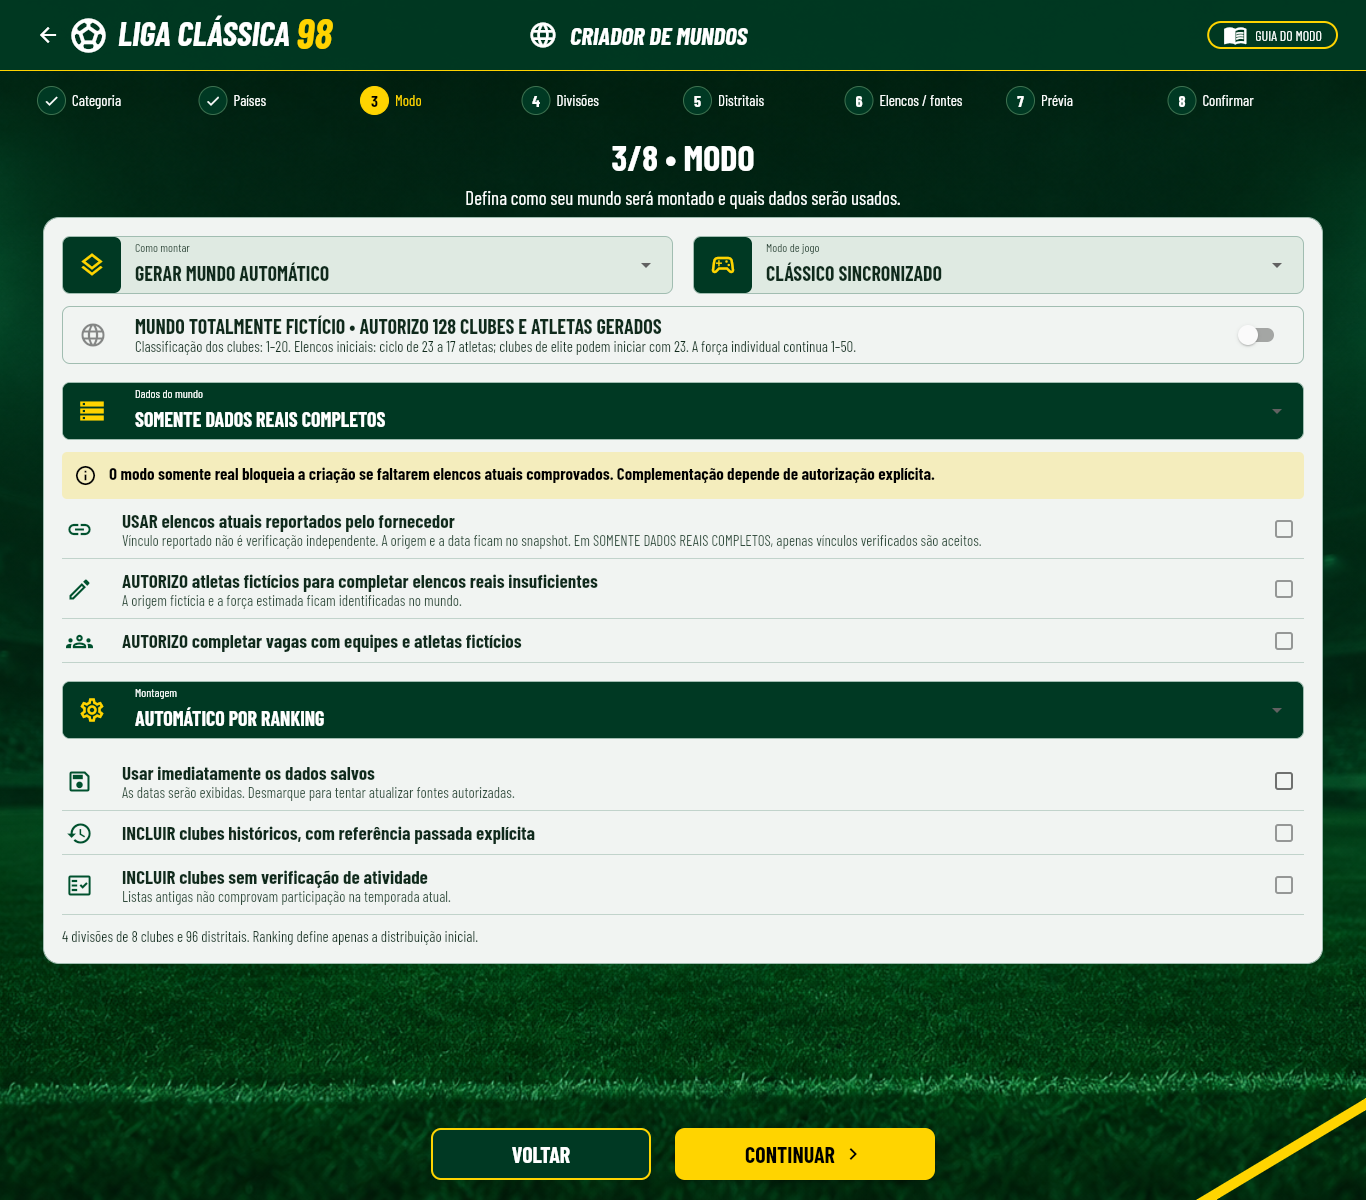 LIGA CLÁSSICA 98
CRIADOR DE MUNDOS
GUIA DO MODO
Categoria
Países
3 Modo
4 Divisões
5 Distritais
6 Elencos / fontes
7 Prévia
8 Confirmar
3/8 • MODO
Defina como seu mundo será montado e quais dados serão usados.
Como montar
GERAR MUNDO AUTOMÁTICO
Modo de jogo
CLÁSSICO SINCRONIZADO
MUNDO TOTALMENTE FICTÍCIO • AUTORIZO 128 CLUBES E ATLETAS GERADOS
Classificação dos clubes: 1–20. Elencos iniciais: ciclo de 23 a 17 atletas; clubes de elite podem iniciar com 23. A força individual continua 1–50.
Dados do mundo
SOMENTE DADOS REAIS COMPLETOS
O modo somente real bloqueia a criação se faltarem elencos atuais comprovados. Complementação depende de autorização explícita.
USAR elencos atuais reportados pelo fornecedor
Vínculo reportado não é verificação independente. A origem e a data ficam no snapshot. Em SOMENTE DADOS REAIS COMPLETOS, apenas vínculos verificados são aceitos.
AUTORIZO atletas fictícios para completar elencos reais insuficientes
A origem fictícia e a força estimada ficam identificadas no mundo.
AUTORIZO completar vagas com equipes e atletas fictícios
Montagem
AUTOMÁTICO POR RANKING
Usar imediatamente os dados salvos
As datas serão exibidas. Desmarque para tentar atualizar fontes autorizadas.
INCLUIR clubes históricos, com referência passada explícita
INCLUIR clubes sem verificação de atividade
Listas antigas não comprovam participação na temporada atual.
4 divisões de 8 clubes e 96 distritais. Ranking define apenas a distribuição inicial.
VOLTAR
CONTINUAR